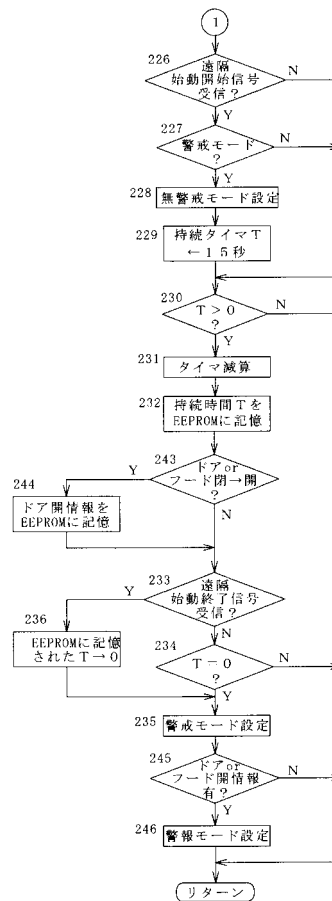 1
226
遠隔
始動開始信号
受信?
N
Y
227
警戒モード
?
N
Y
228
無警戒モード設定
229
持続タイマT
←15秒
230
T>0
?
N
Y
231
タイマ減算
232
持続時間Tを
EEPROMに記憶
243
ドアor
フード閉→開
?
Y
N
244
ドア開情報を
EEPROMに記憶
233
遠隔
始動終了信号
受信?
Y
N
236
EEPROMに記憶
されたT→0
234
T=0
?
N
Y
235
警戒モード設定
245
ドアor
フード開情報
有?
N
Y
246
警報モード設定
リターン